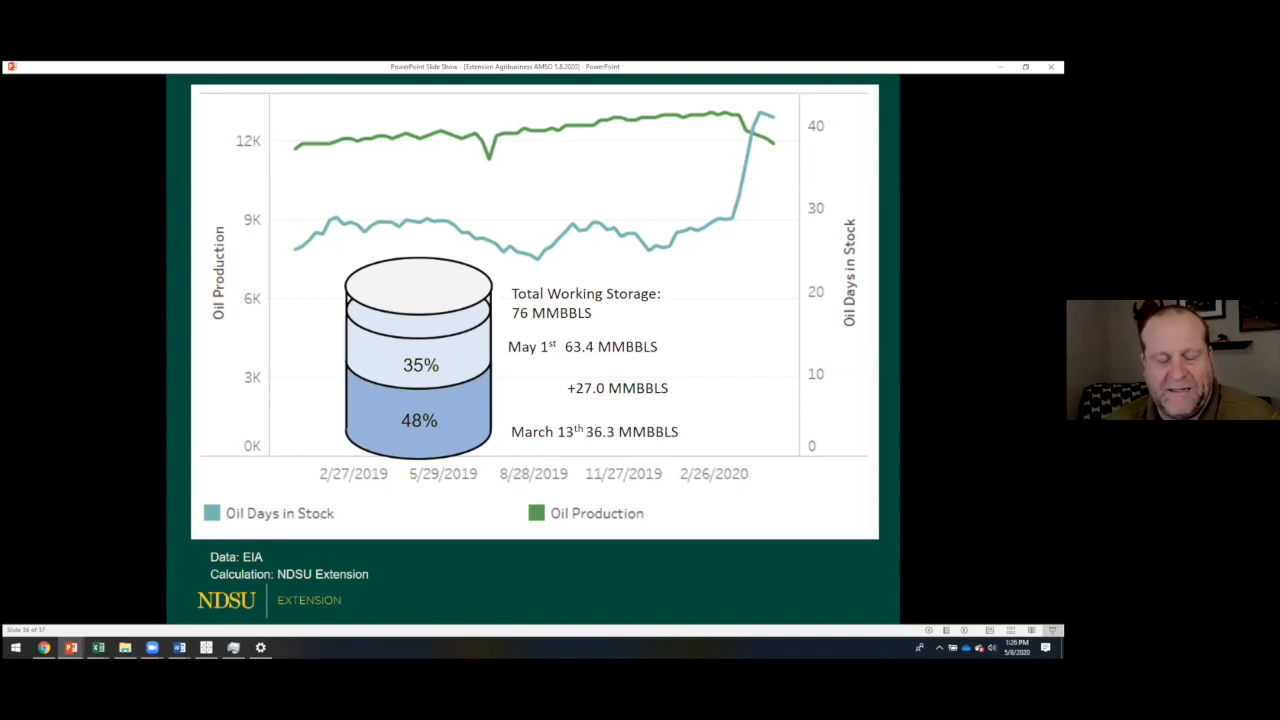 PowerPoint Slide Show - [Extension Agribusiness AMSO 5.8.2020] - PowerPoint
12K
9K
6K
3K
0K
Oil Production
40
30
20
10
0
Oil Days in Stock
Total Working Storage:
76 MMBBLS
May 1st 63.4 MMBBLS
35%
+27.0 MMBBLS
48%
March 13th 36.3 MMBBLS
2/27/2019 5/29/2019 8/28/2019 11/27/2019 2/26/2020
Oil Days in Stock Oil Production
Data: EIA
Calculation: NDSU Extension
NDSU EXTENSION
Slide 36 of 37
1:26 PM
5/8/2020